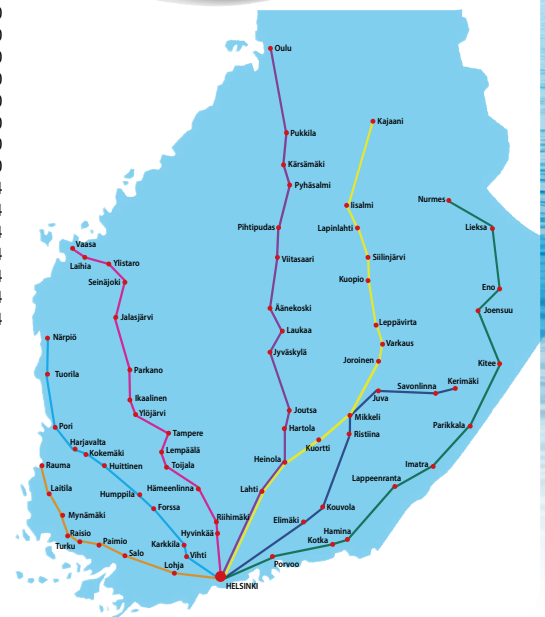 Oulu
Kajaani
Pukkila
Kärsämäki
Pyhäsalmi
Iisalmi
Nurmes
Pihtipudas
Lapinlahti
Lieksa
Vaasa
Laihia
Ylistaro
Viitasaari
Siilinjärvi
Seinäjoki
Kuopio
Eno
Äänekoski
Joensuu
Jalasjärvi
Leppävirta
Laukaa
Närpiö
Varkaus
Jyväskylä
Joroinen
Kitee
Parkano
Tuorila
Savonlinna
Kerimäki
Juva
Ikaalinen
Ylöjärvi
Joutsa
Mikkeli
Pori
Hartola
Parikkala
Tampere
Ristiina
Harjavalta
Kokemäki
Lempäälä
Kuortti
Rauma
Huittinen
Toijala
Heinola
Imatra
Lappeenranta
Laitila
Hämeenlinna
Lahti
Humppila
Forssa
Kouvola
Mynämäki
Riihimäki
Elimäki
Raisio
Hyvinkää
Hamina
Turku
Paimio
Karkkila
Kotka
Salo
Vihti
Lohja
Porvoo
HELSINKI